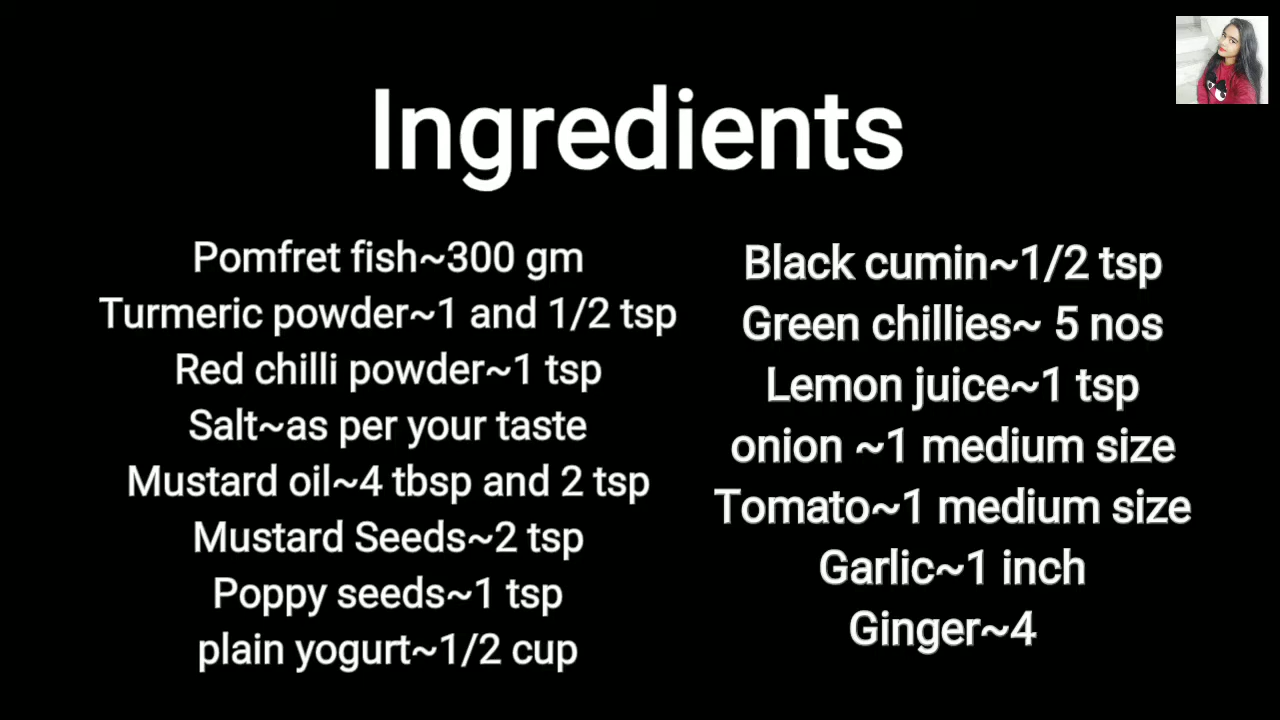 Ingredients
Pomfret fish~300 gm
Turmeric powder~1 and 1/2 tsp
Red chilli powder~1 tsp
Salt~as per your taste
Mustard oil~4 tbsp and 2 tsp
Mustard Seeds~2 tsp
Poppy seeds~1 tsp
plain yogurt~1/2 cup
Black cumin~1/2 tsp
Green chillies~ 5 nos
Lemon juice~1 tsp
onion ~1 medium size
Tomato~1 medium size
Garlic~1 inch
Ginger~4